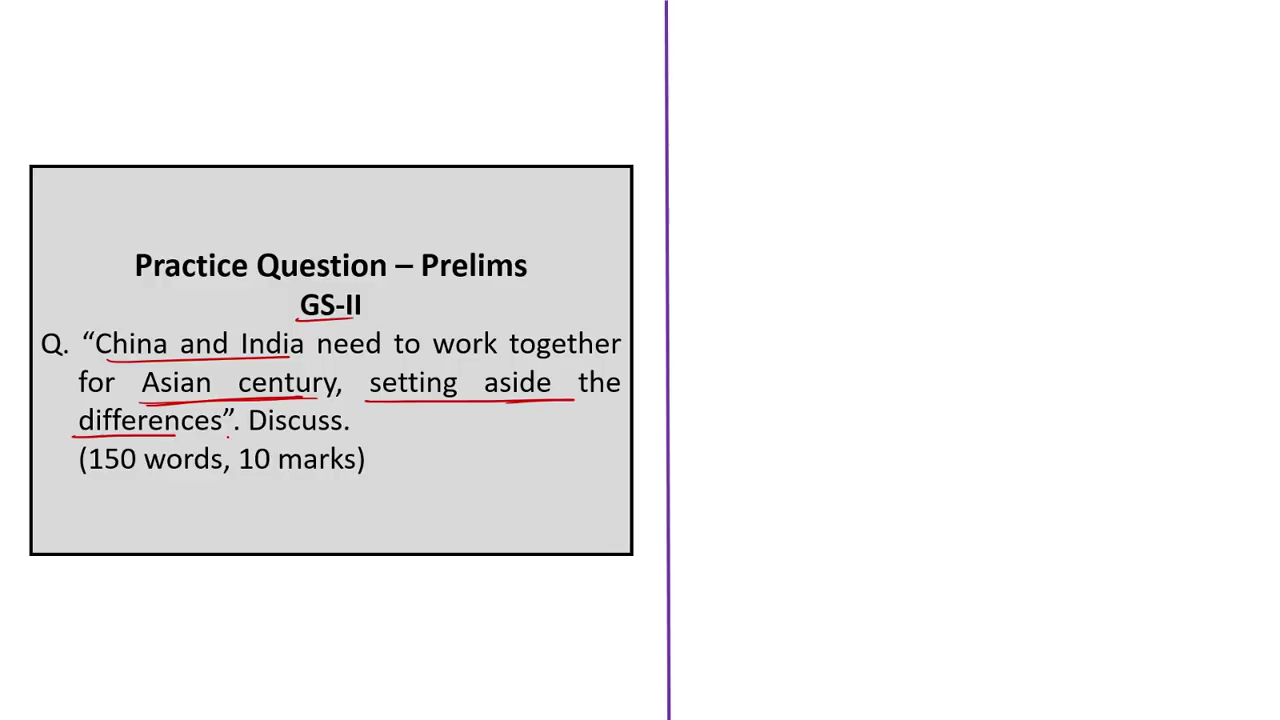 Practice Question – Prelims
GS-II
Q. “China and India need to work together
for Asian century, setting aside the
differences”. Discuss.
(150 words, 10 marks)